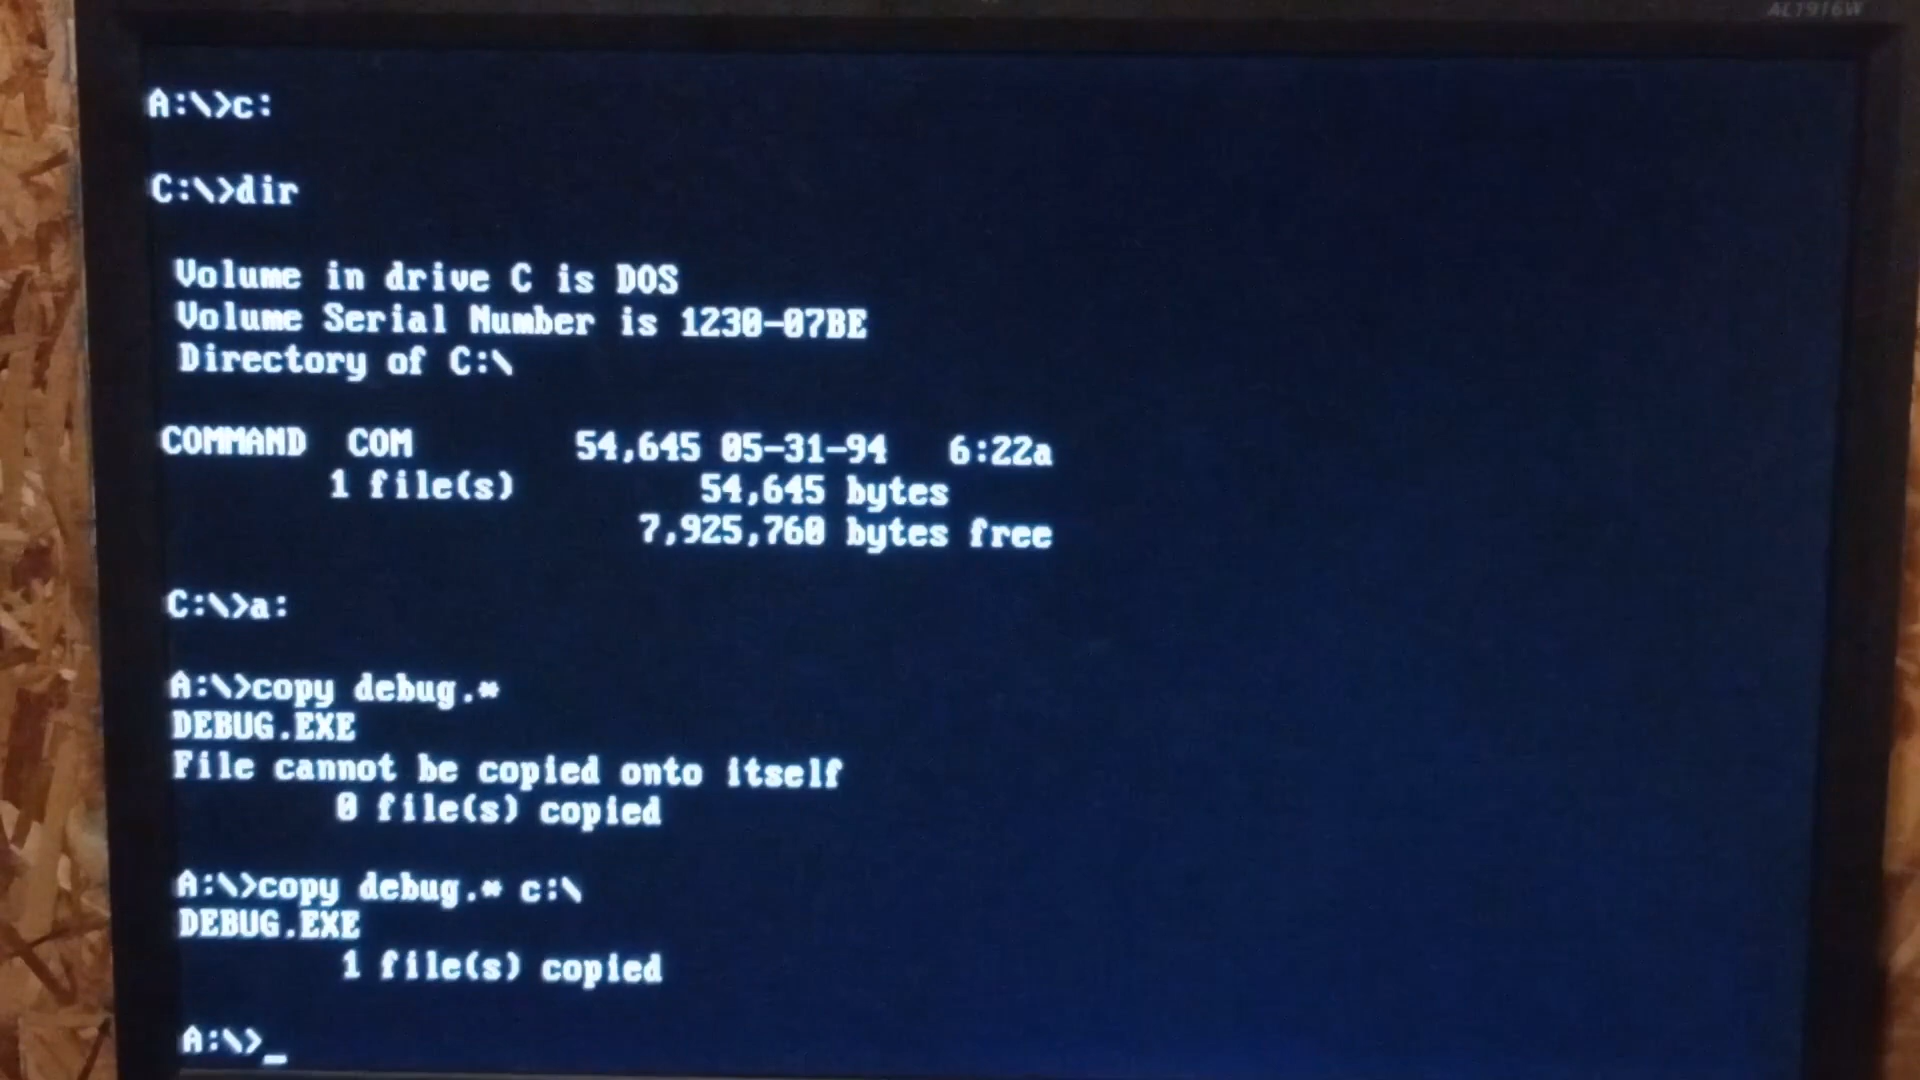 AL1916W
A:\>c:
C:\>dir
Volume in drive C is DOS
Volume Serial Number is 1230-07BE
Directory of C:\
COMMAND  COM        54,645 05-31-94   6:22a
1 file(s)         54,645 bytes
7,925,760 bytes free
C:\>a:
A:\>copy debug.*
DEBUG.EXE
File cannot be copied onto itself
0 file(s) copied
A:\>copy debug.* c:\
DEBUG.EXE
1 file(s) copied
A:\>_